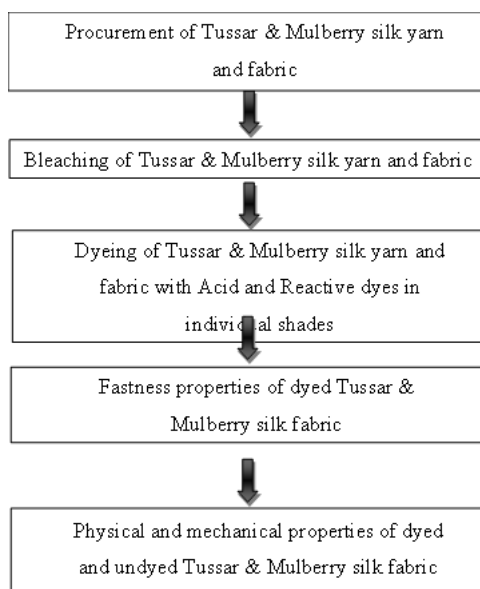 Procurement of Tussar & Mulberry silk yarn
and fabric
Bleaching of Tussar & Mulberry silk yarn and fabric
Dyeing of Tussar & Mulberry silk yarn and
fabric with Acid and Reactive dyes in
individual shades
Fastness properties of dyed Tussar &
Mulberry silk fabric
Physical and mechanical properties of dyed
and undyed Tussar & Mulberry silk fabric